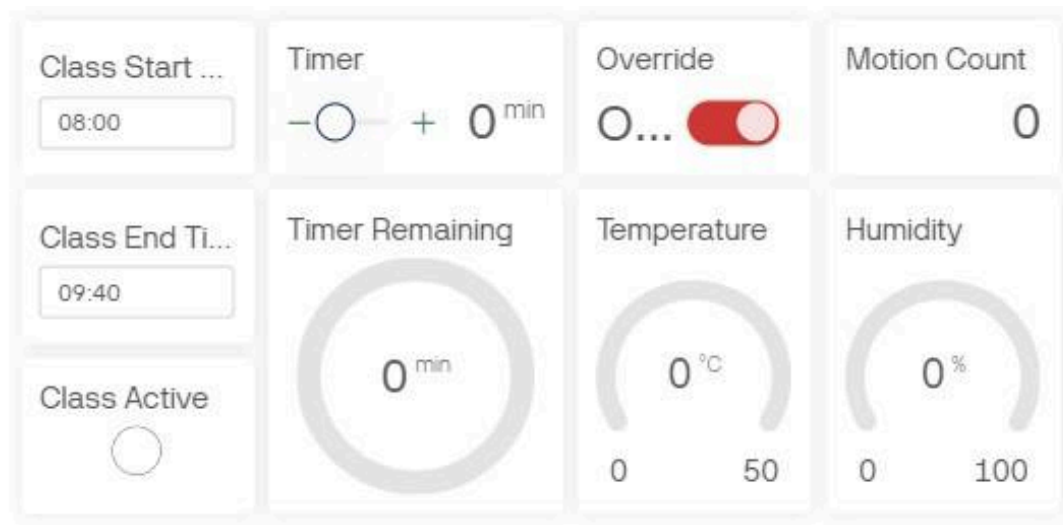 Class Start ...
08:00
Timer
− + 0 min
Override
O...
Motion Count
0
Class End Ti...
09:40
Timer Remaining
0 min
Temperature
0 °C
0 50
Humidity
0 %
0 100
Class Active